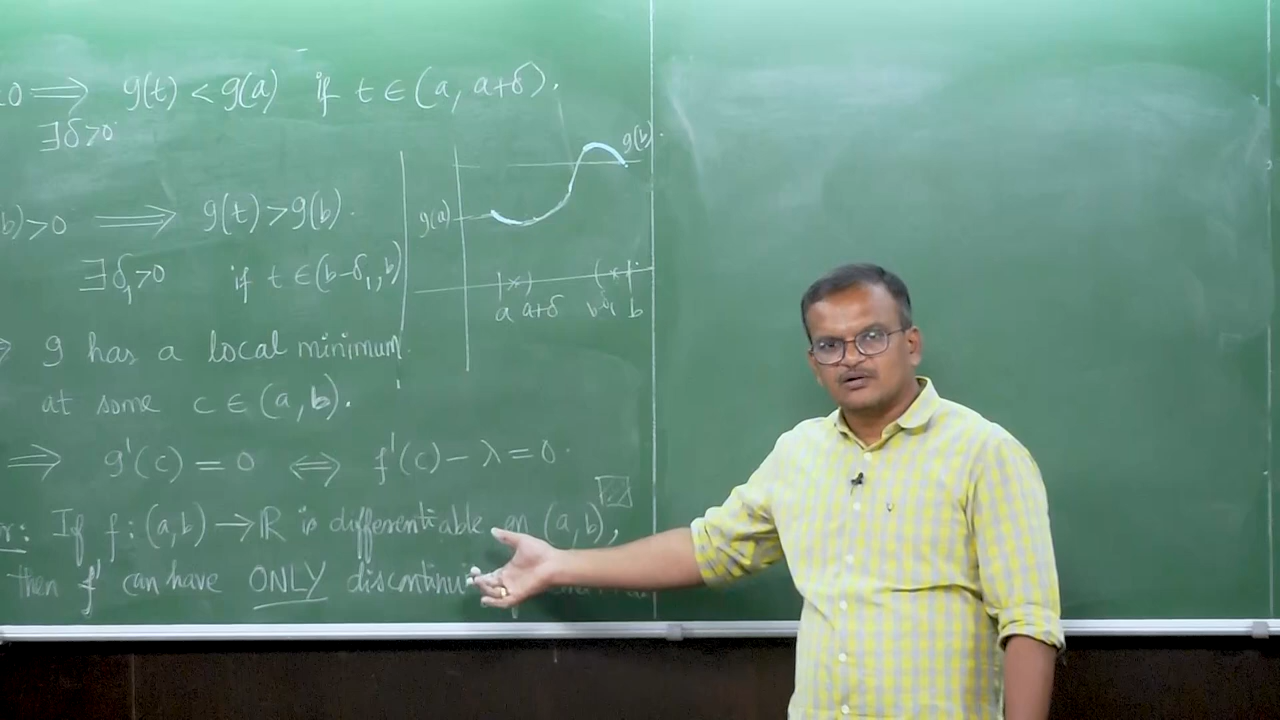 <0 ⟹ g(t) < g(a) if t ∈ (a, a+δ).
∃δ>0
b)>0 ⟹ g(t) > g(b).
∃δ₁>0 if t ∈ (b-δ₁, b)
g(b)
g(a)
a a+δ b-δ₁ b
⟹ g has a local minimum
at some c ∈ (a, b).
⟹ g'(c) = 0 ⟺ f'(c) - λ = 0.
r: If f: (a,b) → ℝ is differentiable on (a,b),
then f' can have ONLY discontinu